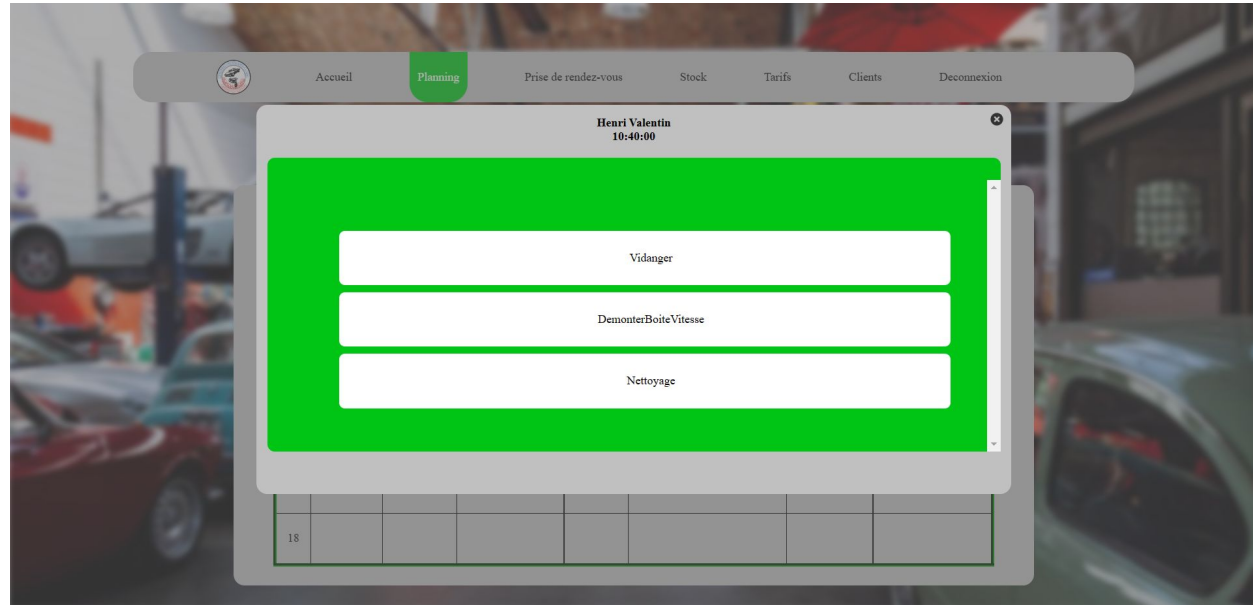 Accueil
Planning
Prise de rendez-vous
Stock
Tarifs
Clients
Deconnexion
Henri Valentin
10:40:00
Vidanger
DemonterBoiteVitesse
Nettoyage
18